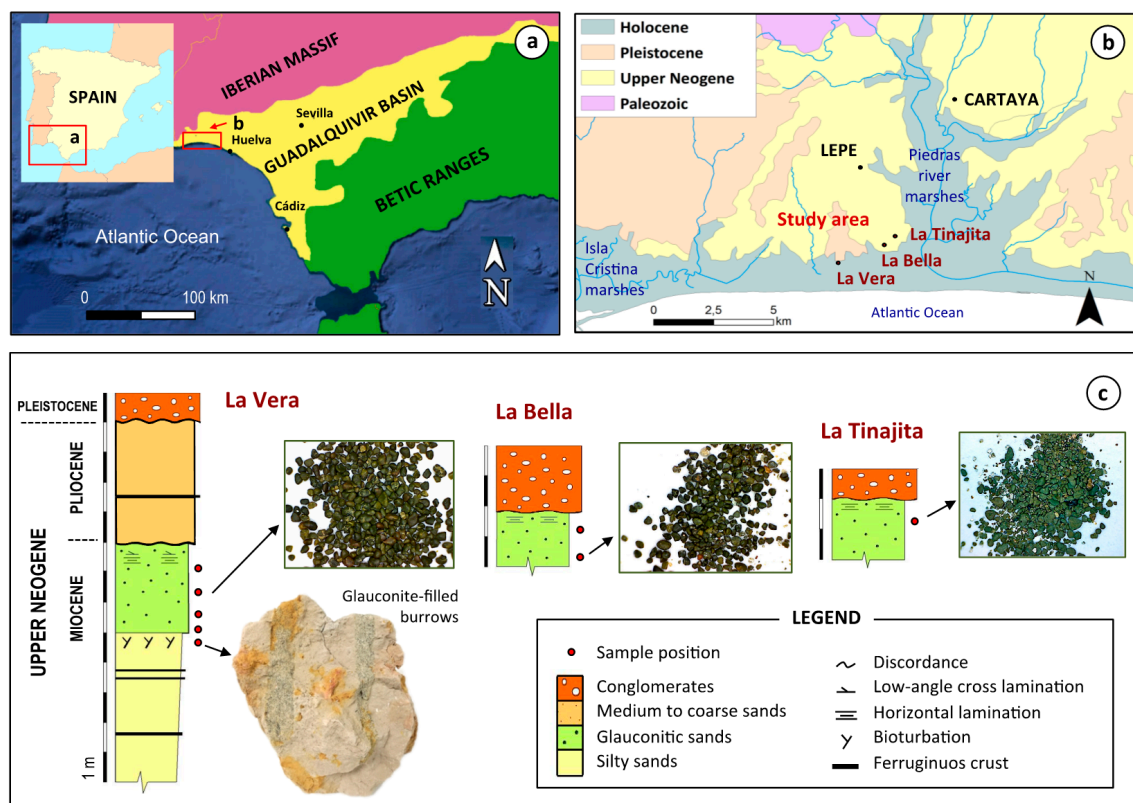 a
SPAIN
a
IBERIAN MASSIF
b
Sevilla
Huelva
GUADALQUIVIR BASIN
BETIC RANGES
Cádiz
Atlantic Ocean
0
100 km
N
b
Holocene
Pleistocene
Upper Neogene
Paleozoic
CARTAYA
LEPE
Piedras
river
marshes
Study area
La Tinajita
La Bella
La Vera
Isla
Cristina
marshes
N
0
2,5
5
km
Atlantic Ocean
c
PLEISTOCENE
La Vera
La Bella
La Tinajita
UPPER NEOGENE
PLIOCENE
MIOCENE
1 m
Glauconite-filled
burrows
LEGEND
Sample position
Conglomerates
Medium to coarse sands
Glauconitic sands
Silty sands
Discordance
Low-angle cross lamination
Horizontal lamination
Bioturbation
Ferruginuos crust